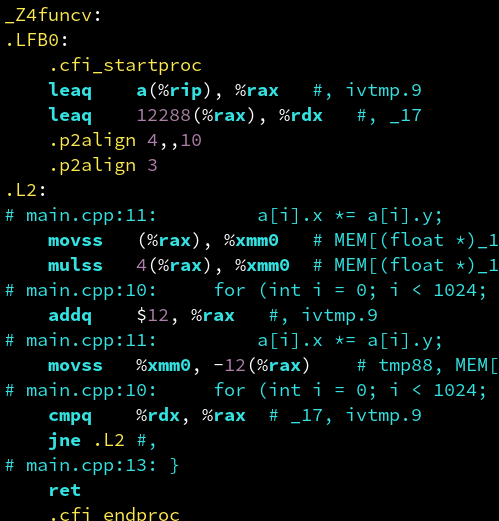 _Z4funcv:
.LFB0:
    .cfi_startproc
    leaq    a(%rip), %rax   #, ivtmp.9
    leaq    12288(%rax), %rdx   #, _17
    .p2align 4,,10
    .p2align 3
.L2:
# main.cpp:11:         a[i].x *= a[i].y;
    movss   (%rax), %xmm0   # MEM[(float *)_1
    mulss   4(%rax), %xmm0  # MEM[(float *)_1
# main.cpp:10:     for (int i = 0; i < 1024;
    addq    $12, %rax   #, ivtmp.9
# main.cpp:11:         a[i].x *= a[i].y;
    movss   %xmm0, -12(%rax)    # tmp88, MEM[
# main.cpp:10:     for (int i = 0; i < 1024;
    cmpq    %rdx, %rax  # _17, ivtmp.9
    jne .L2 #,
# main.cpp:13: }
    ret
    .cfi_endproc